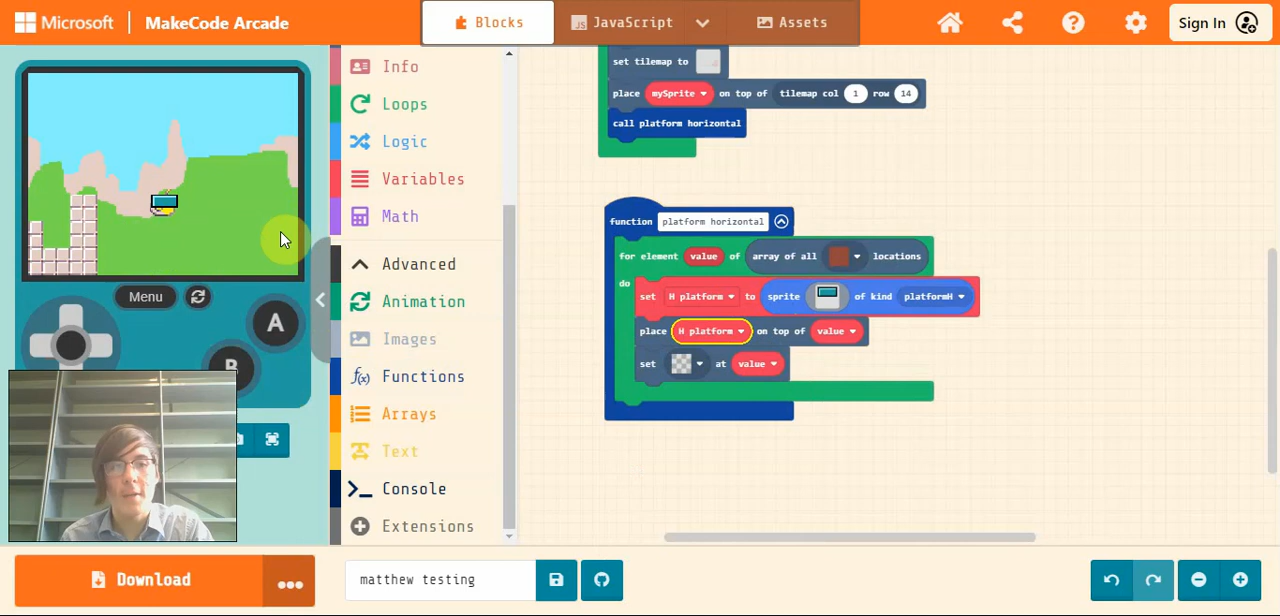 Microsoft | MakeCode Arcade Blocks JS JavaScript Assets Sign In
Info
Loops
Logic
Variables
Math
Advanced
Animation
Images
Functions
Arrays
Text
Console
Extensions
set tilemap to
place mySprite on top of tilemap col 1 row 14
call platform horizontal
function platform horizontal
for element value of array of all locations
do
set H platform to sprite of kind platformH
place H platform on top of value
set at value
Menu
A
B
Download
matthew testing